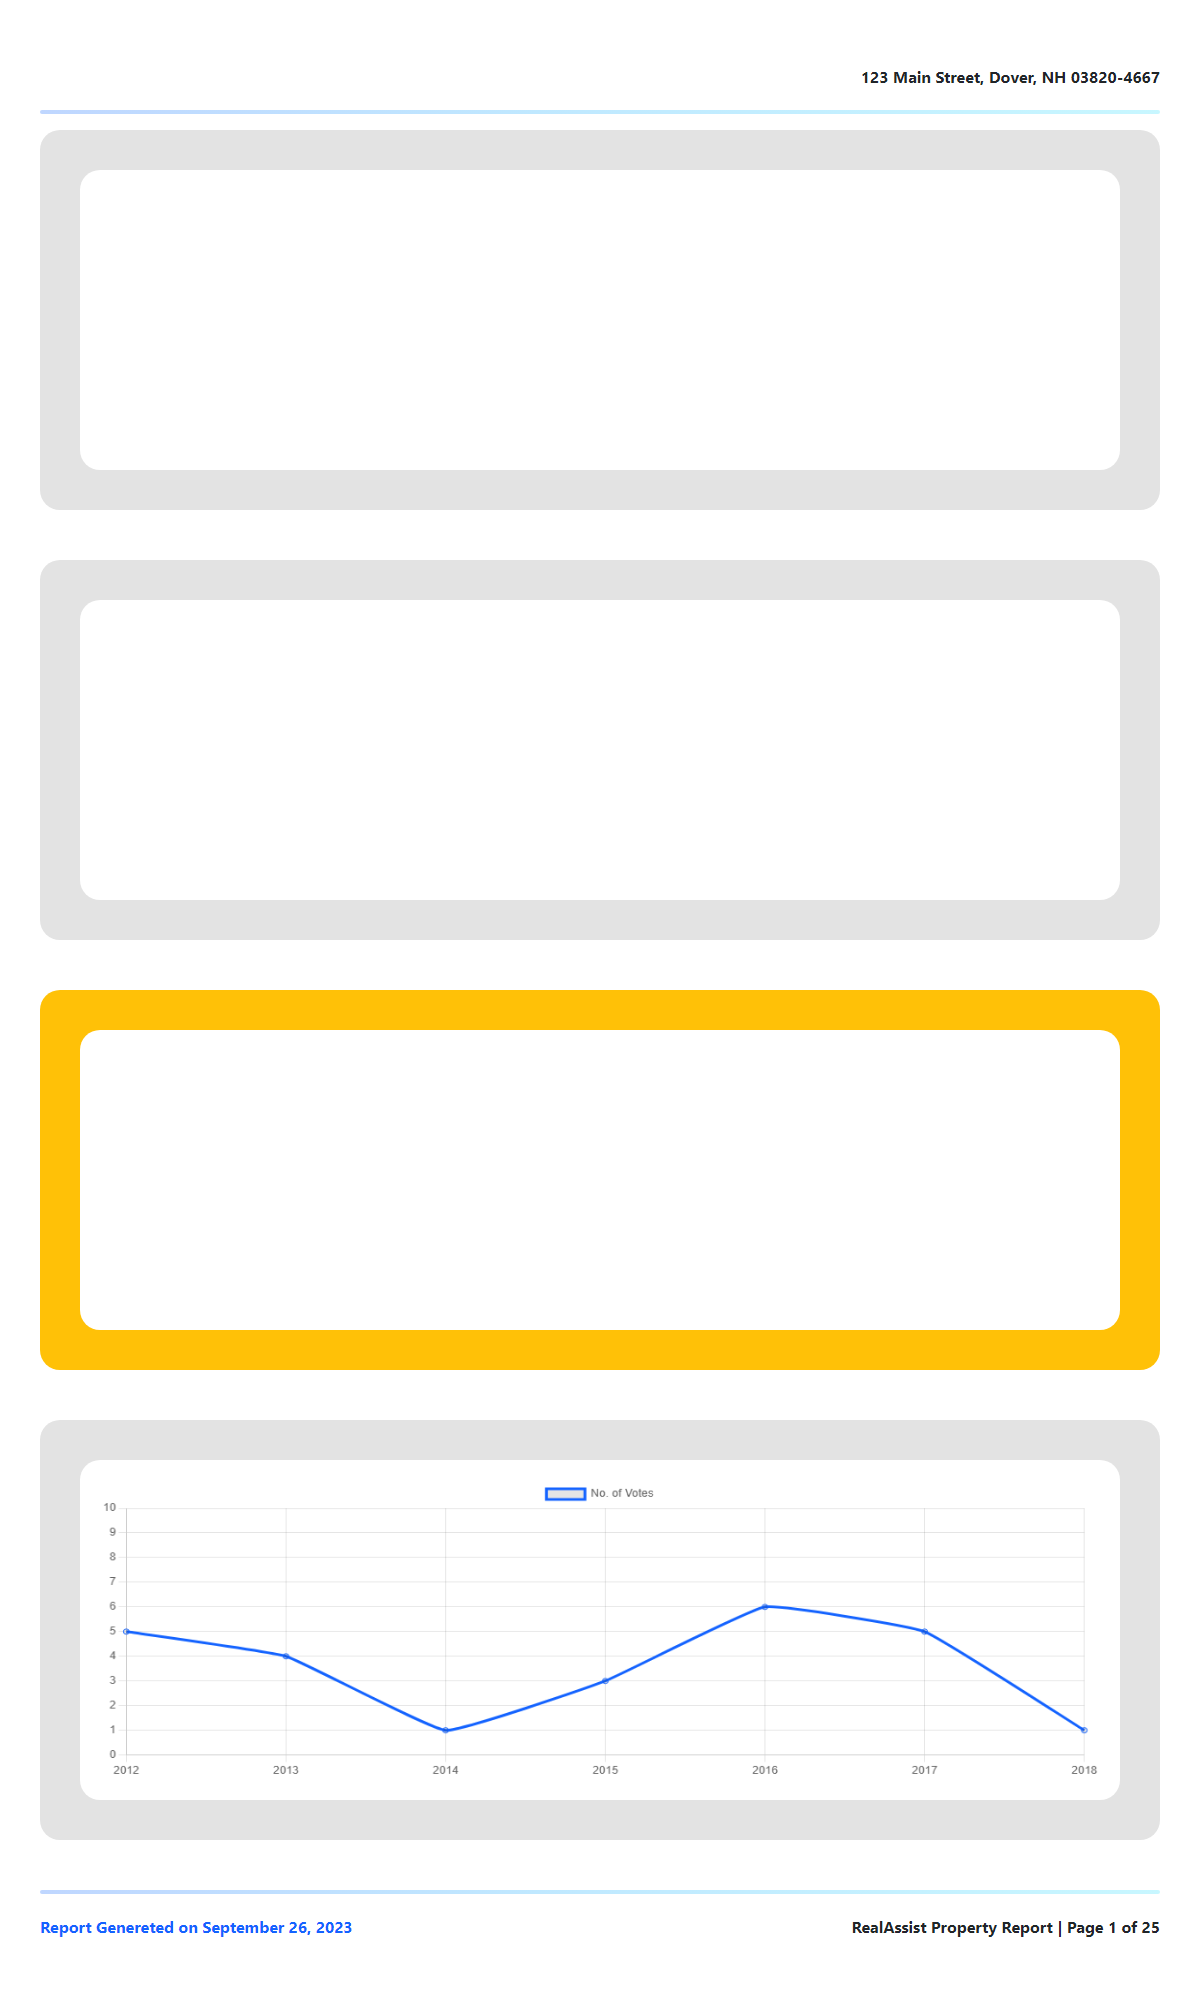 123 Main Street, Dover, NH 03820-4667
No. of Votes
10
9
8
7
6
5
4
3
2
1
0
2012 2013 2014 2015 2016 2017 2018
Report Genereted on September 26, 2023
RealAssist Property Report | Page 1 of 25